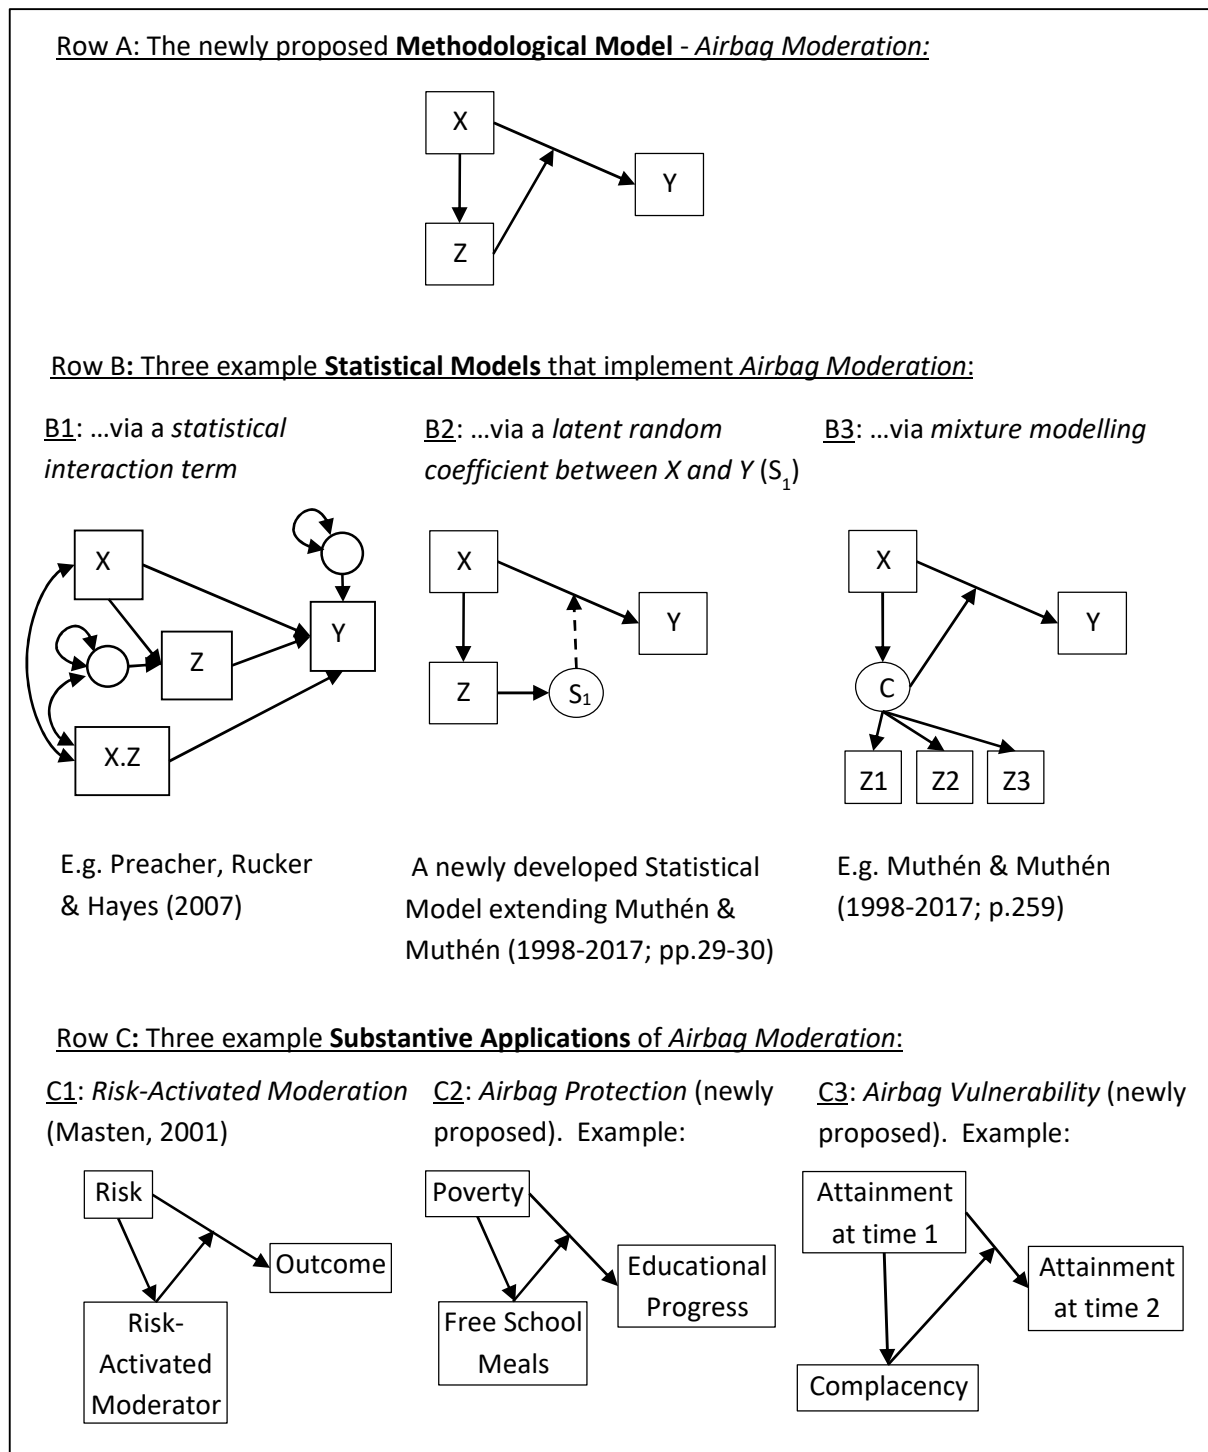 Row A: The newly proposed Methodological Model - Airbag Moderation:
X
Y
Z
Row B: Three example Statistical Models that implement Airbag Moderation:
B1: …via a statistical
interaction term
X
Z
Y
X.Z
E.g. Preacher, Rucker
& Hayes (2007)
B2: …via a latent random
coefficient between X and Y (S1)
X
Y
Z
S1
A newly developed Statistical
Model extending Muthén &
Muthén (1998-2017; pp.29-30)
B3: …via mixture modelling
X
Y
C
Z1 Z2 Z3
E.g. Muthén & Muthén
(1998-2017; p.259)
Row C: Three example Substantive Applications of Airbag Moderation:
C1: Risk-Activated Moderation
(Masten, 2001)
Risk
Outcome
Risk-
Activated
Moderator
C2: Airbag Protection (newly
proposed). Example:
Poverty
Educational
Progress
Free School
Meals
C3: Airbag Vulnerability (newly
proposed). Example:
Attainment
at time 1
Attainment
at time 2
Complacency